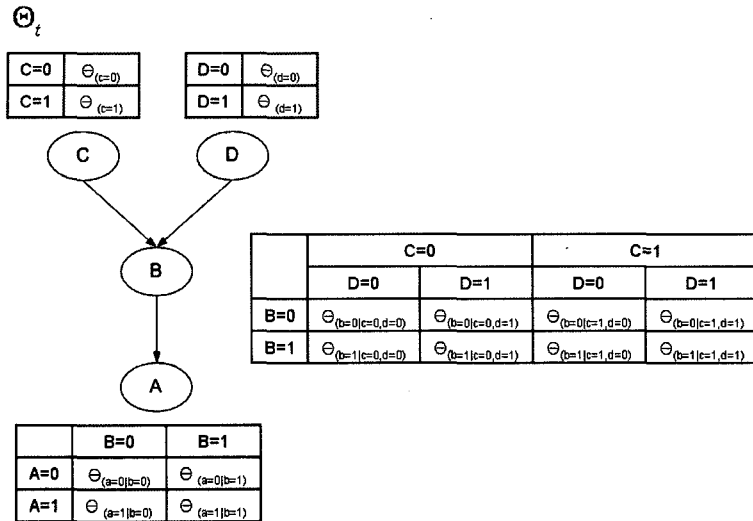 Θt
C=0 Θ(c=0)
C=1 Θ(c=1)
D=0 Θ(d=0)
D=1 Θ(d=1)
C
D
B
A
C=0 C=1
D=0 D=1 D=0 D=1
B=0 Θ(b=0|c=0,d=0) Θ(b=0|c=0,d=1) Θ(b=0|c=1,d=0) Θ(b=0|c=1,d=1)
B=1 Θ(b=1|c=0,d=0) Θ(b=1|c=0,d=1) Θ(b=1|c=1,d=0) Θ(b=1|c=1,d=1)
B=0 B=1
A=0 Θ(a=0|b=0) Θ(a=0|b=1)
A=1 Θ(a=1|b=0) Θ(a=1|b=1)